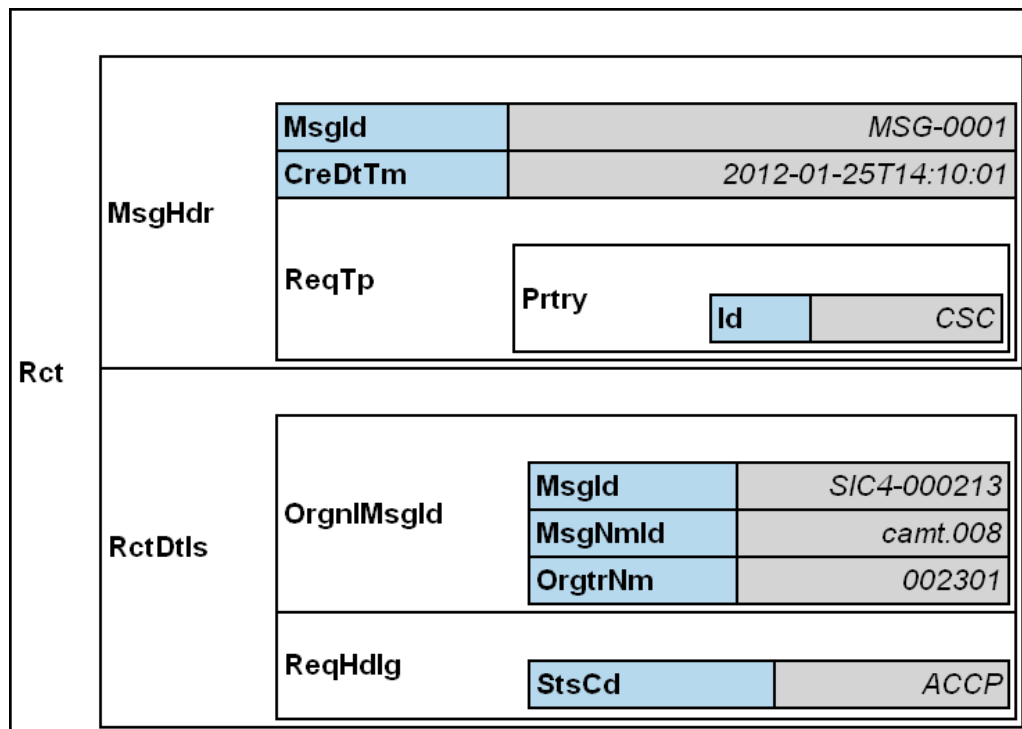 MsgId MSG-0001
CreDtTm 2012-01-25T14:10:01
MsgHdr
ReqTp
Prtry
Id CSC
Rct
MsgId SIC4-000213
OrgnlMsgId
MsgNmId camt.008
RctDtls
OrgtrNm 002301
ReqHdlg
StsCd ACCP